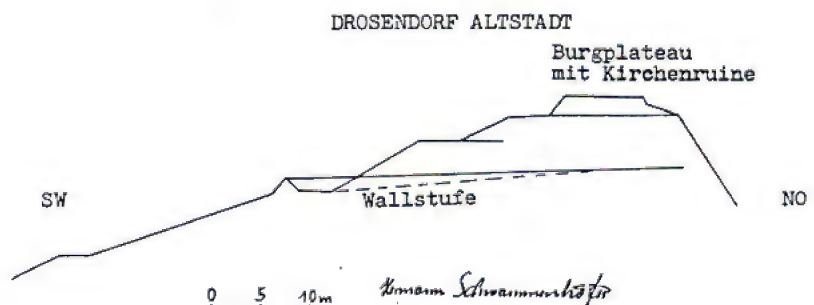 DROSENDORF ALTSTADT
Burgplateau
mit Kirchenruine
SW
Wallstufe
NO
0 5 10m
Hermann Schwammenhöfer